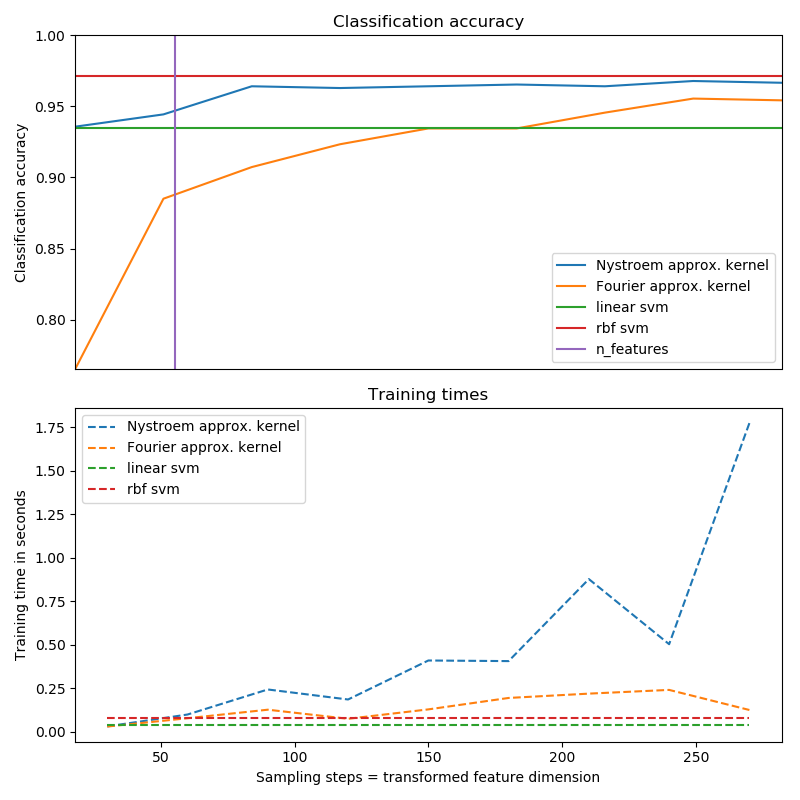 Classification accuracy
1.00
0.95
0.90
0.85
0.80
Classification accuracy
Nystroem approx. kernel
Fourier approx. kernel
linear svm
rbf svm
n_features
Training times
1.75
1.50
1.25
1.00
0.75
0.50
0.25
0.00
Training time in seconds
Nystroem approx. kernel
Fourier approx. kernel
linear svm
rbf svm
50 100 150 200 250
Sampling steps = transformed feature dimension